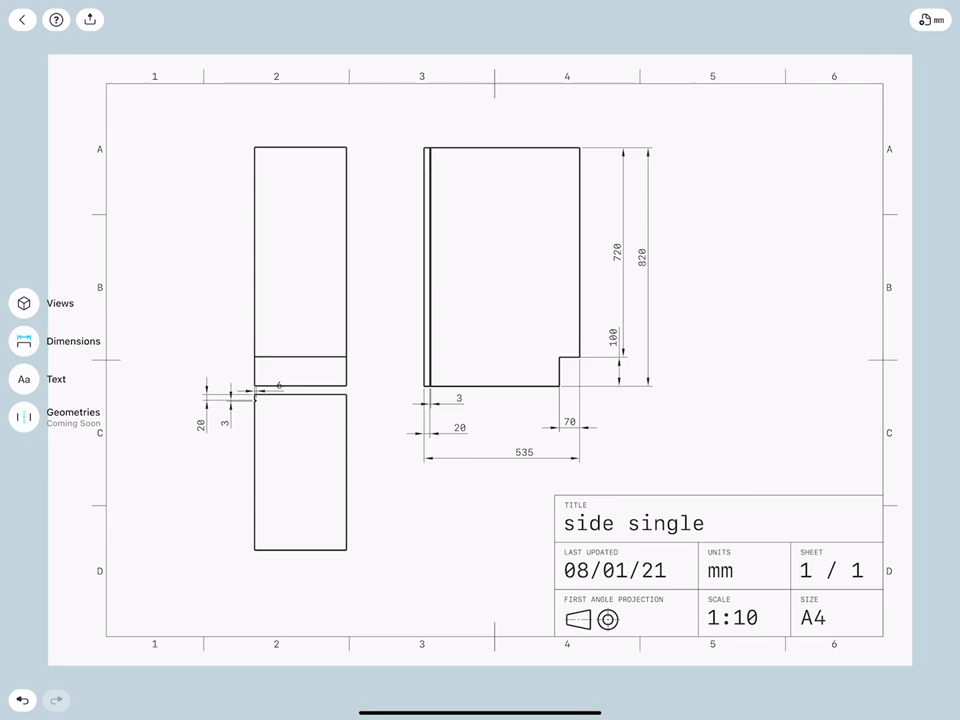 mm
1 2 3 4 5 6
A A
720
820
B B
Views
100
Dimensions
Aa Text
6
3
Geometries
Coming Soon
20
3
20
70
C C
535
TITLE
side single
LAST UPDATED UNITS SHEET
08/01/21 mm 1 / 1
D D
FIRST ANGLE PROJECTION SCALE SIZE
1:10 A4
1 2 3 4 5 6